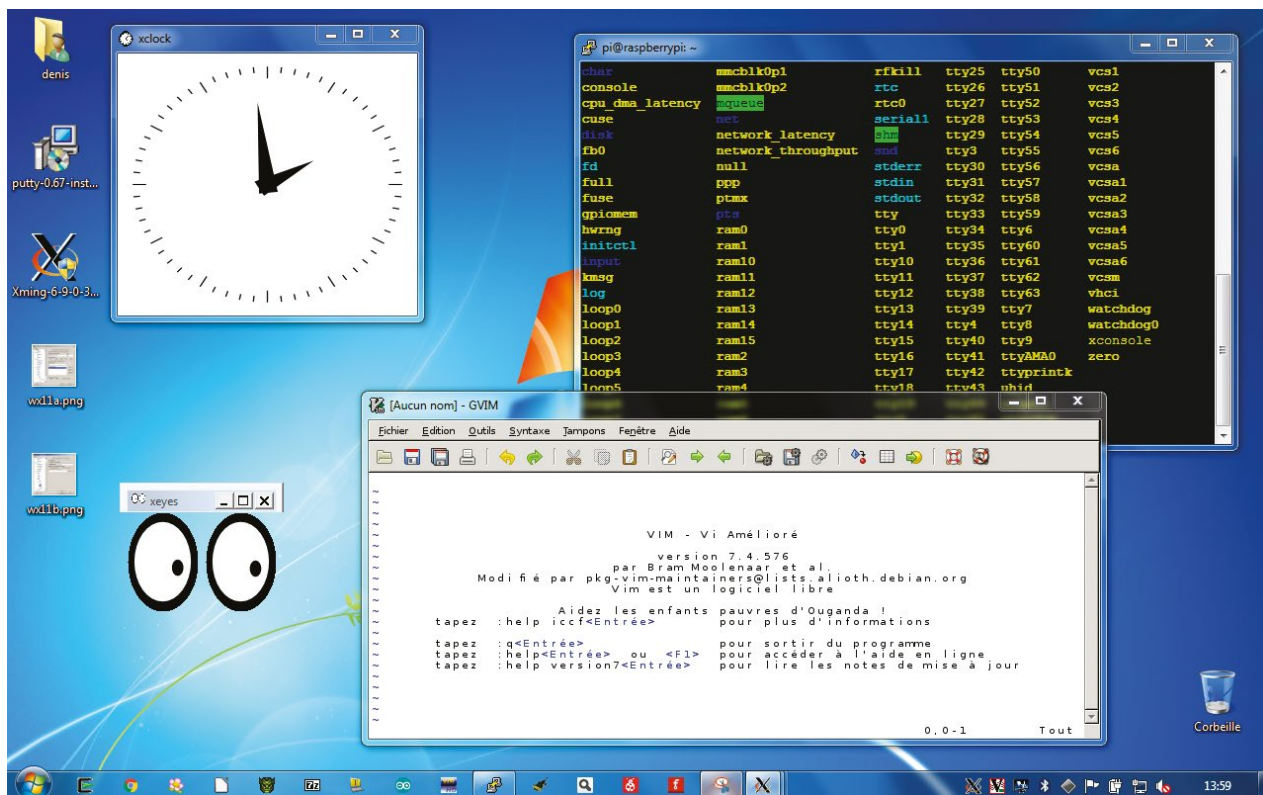 denis
putty-0.67-inst...
Xming-6-9-0-3...
wx11a.png
wx11b.png
xclock
pi@raspberrypi: ~
char mmcblk0p1 rfkill tty25 tty50 vcs1
console mmcblk0p2 rtc tty26 tty51 vcs2
cpu_dma_latency mqueue rtc0 tty27 tty52 vcs3
cuse net serial1 tty28 tty53 vcs4
disk network_latency shm tty29 tty54 vcs5
fb0 network_throughput snd tty3 tty55 vcs6
fd null stderr tty30 tty56 vcsa
full ppp stdin tty31 tty57 vcsa1
fuse ptmx stdout tty32 tty58 vcsa2
gpiomem pts tty tty33 tty59 vcsa3
hwrng ram0 tty0 tty34 tty6 vcsa4
initctl ram1 tty1 tty35 tty60 vcsa5
input ram10 tty10 tty36 tty61 vcsa6
kmsg ram11 tty11 tty37 tty62 vcsm
log ram12 tty12 tty38 tty63 vhci
loop0 ram13 tty13 tty39 tty7 watchdog
loop1 ram14 tty14 tty4 tty8 watchdog0
loop2 ram15 tty15 tty40 tty9 xconsole
loop3 ram2 tty16 tty41 ttyAMA0 zero
loop4 ram3 tty17 tty42 ttyprintk
loop5 ram4 tty18 tty43 uhid
xeyes
[Aucun nom] - GVIM
Fichier Edition Outils Syntaxe Tampons Fenêtre Aide
~
~
~
~
VIM - Vi Amélioré
~
version 7.4.576
par Bram Moolenaar et al.
Modifié par pkg-vim-maintainers@lists.alioth.debian.org
Vim est un logiciel libre
~
Aidez les enfants pauvres d'Ouganda !
tapez :help iccf<Entrée> pour plus d'informations
~
tapez :q<Entrée> pour sortir du programme
tapez :help<Entrée> ou <F1> pour accéder à l'aide en ligne
tapez :help version7<Entrée> pour lire les notes de mise à jour
~
~
~
~
0,0-1 Tout
Corbeille
13:59